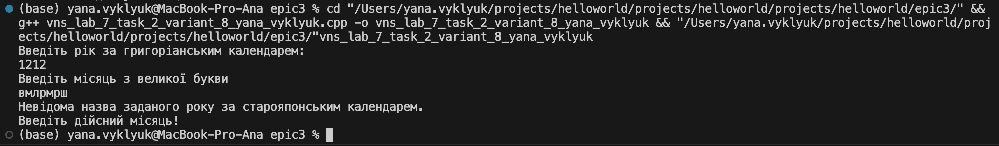 (base) yana.vyklyuk@MacBook-Pro-Ana epic3 % cd "/Users/yana.vyklyuk/projects/helloworld/projects/helloworld/projects/helloworld/epic3/" &&
g++ vns_lab_7_task_2_variant_8_yana_vyklyuk.cpp -o vns_lab_7_task_2_variant_8_yana_vyklyuk && "/Users/yana.vyklyuk/projects/helloworld/proj
ects/helloworld/projects/helloworld/epic3/"vns_lab_7_task_2_variant_8_yana_vyklyuk
Введіть рік за григоріанським календарем:
1212
Введіть місяць з великої букви
вмлрмрш
Невідома назва заданого року за старояпонським календарем.
Введіть дійсний місяць!
(base) yana.vyklyuk@MacBook-Pro-Ana epic3 %